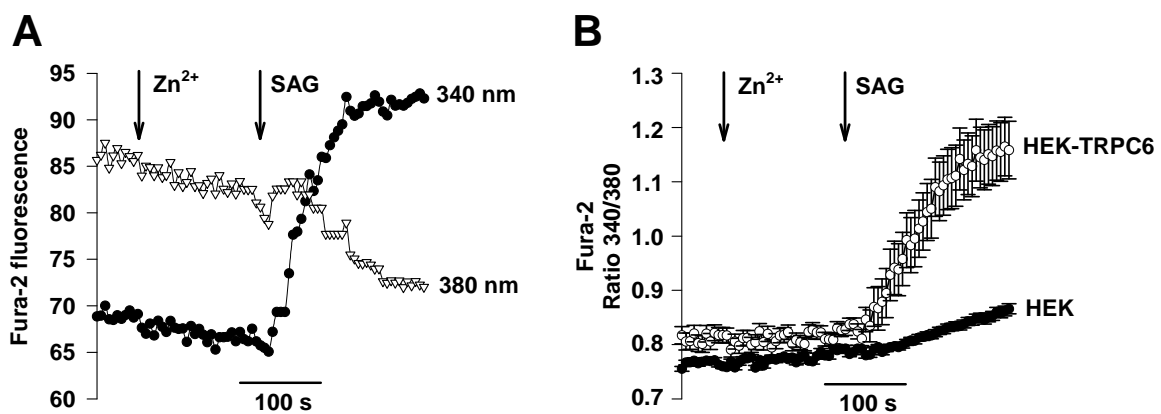 A
Fura-2 fluorescence
95
90
85
80
75
70
65
60
Zn²⁺
SAG
340 nm
380 nm
100 s
B
Fura-2
Ratio 340/380
1.3
1.2
1.1
1.0
0.9
0.8
0.7
Zn²⁺
SAG
HEK-TRPC6
HEK
100 s